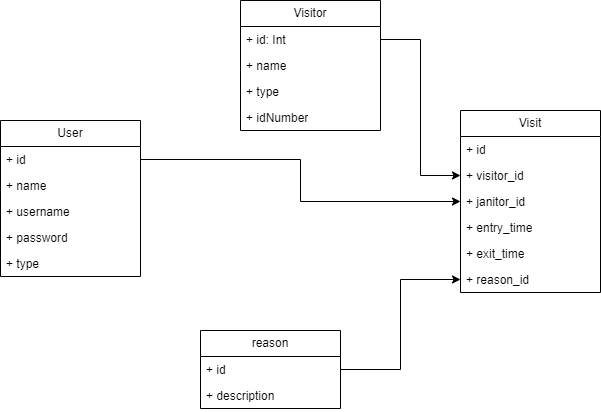 Visitor
+ id: Int
+ name
+ type
+ idNumber
User
+ id
+ name
+ username
+ password
+ type
Visit
+ id
+ visitor_id
+ janitor_id
+ entry_time
+ exit_time
+ reason_id
reason
+ id
+ description